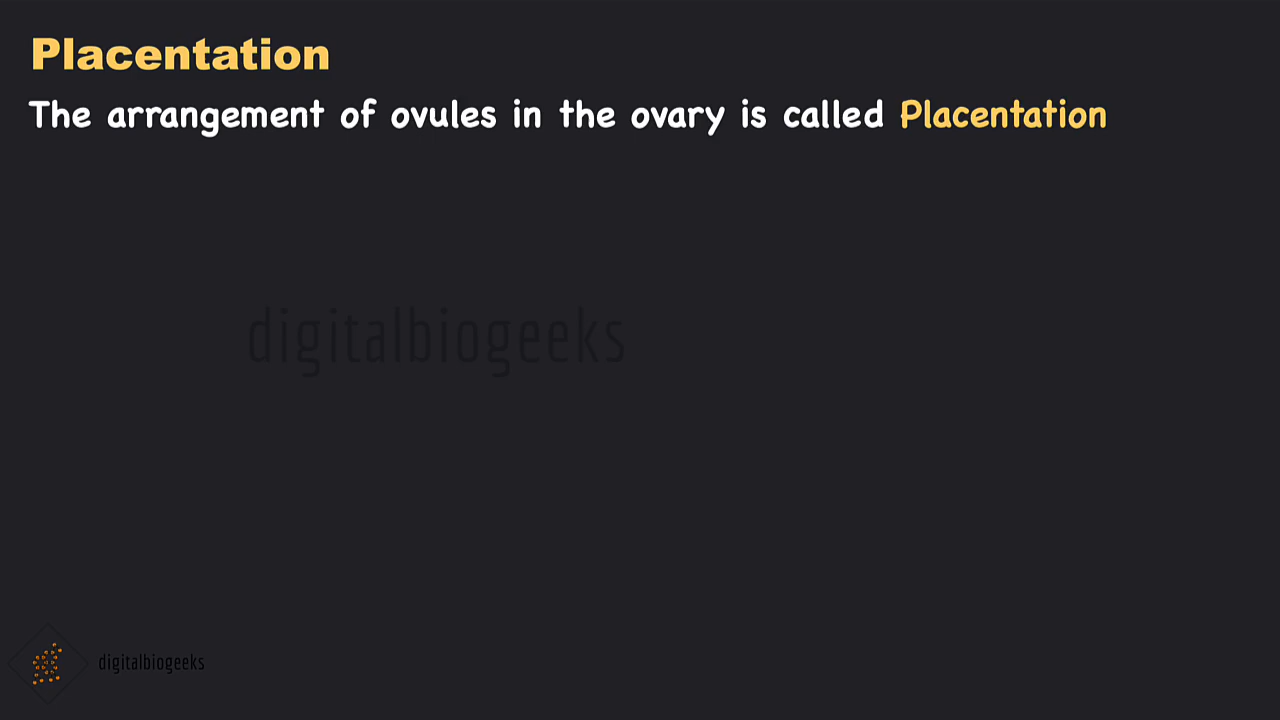 Placentation
The arrangement of ovules in the ovary is called Placentation
digitalbiogeeks
digitalbiogeeks